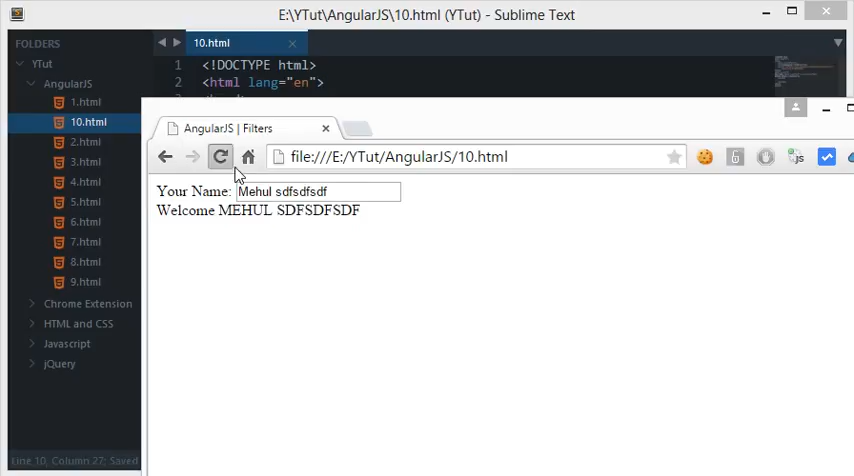 E:\YTut\AngularJS\10.html (YTut) - Sublime Text
FOLDERS
YTut
AngularJS
1.html
10.html
2.html
3.html
4.html
5.html
6.html
7.html
8.html
9.html
Chrome Extension
HTML and CSS
Javascript
jQuery
Line 10, Column 27; Saved
10.html
1 <!DOCTYPE html>
2 <html lang="en">
AngularJS | Filters
file:///E:/YTut/AngularJS/10.html
js
Your Name: Mehul sdfsdfsdf
Welcome MEHUL SDFSDFSDF